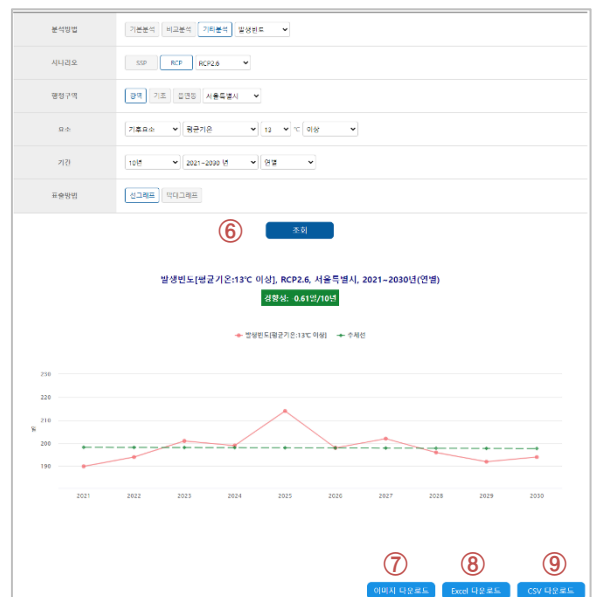 분석방법 기본분석 비교분석 기타분석 발생빈도
시나리오 SSP RCP RCP2.6
행정구역 광역 기초 읍면동 서울특별시
요소 기후요소 평균기온 13 ℃ 이상
기간 10년 2021~2030 년 연별
표출방법 선그래프 막대그래프
⑥ 조회
발생빈도[평균기온:13℃ 이상], RCP2.6, 서울특별시, 2021~2030년(연별)
경향성: -0.61일/10년
발생빈도[평균기온:13℃ 이상] 추세선
230
220
210
일
200
190
2021 2022 2023 2024 2025 2026 2027 2028 2029 2030
⑦ ⑧ ⑨
이미지 다운로드 Excel 다운로드 CSV 다운로드